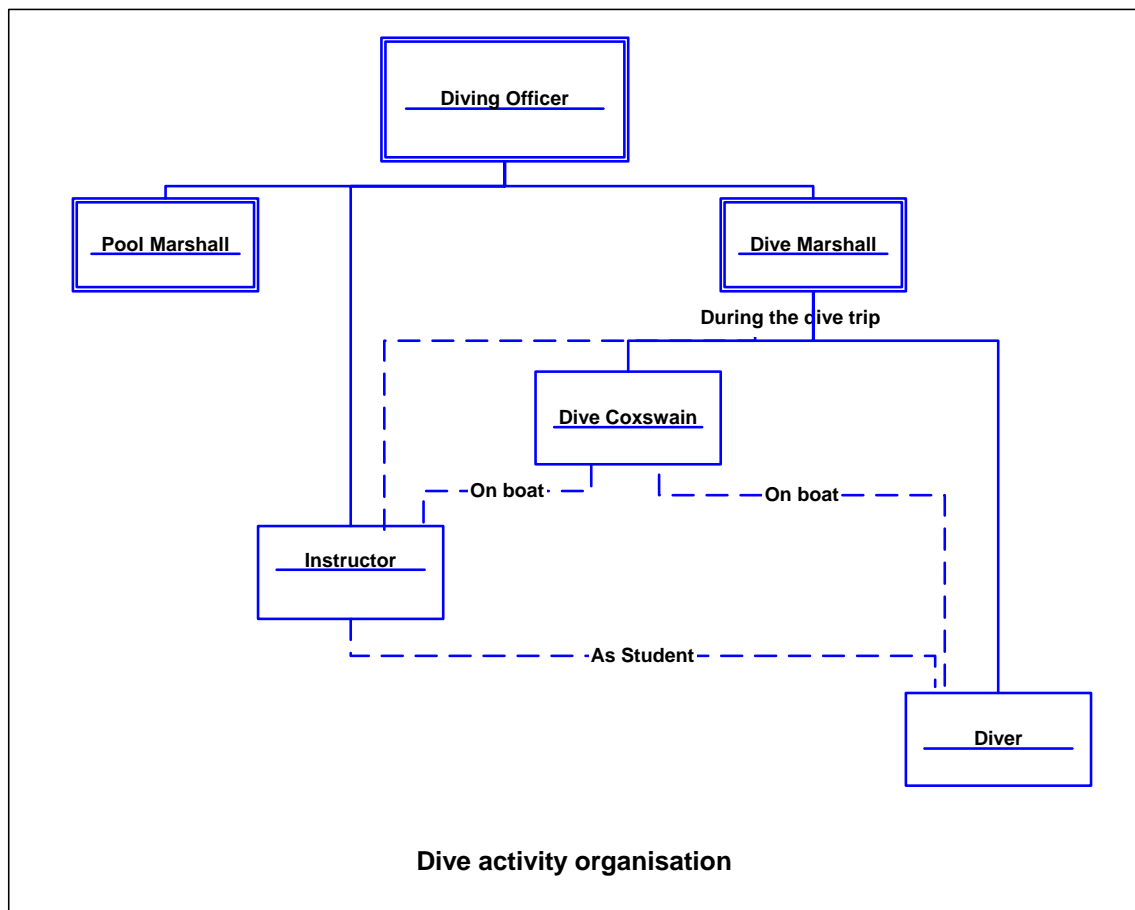 Diving Officer
Pool Marshall
Dive Marshall
During the dive trip
Dive Coxswain
On boat
On boat
Instructor
As Student
Diver
Dive activity organisation